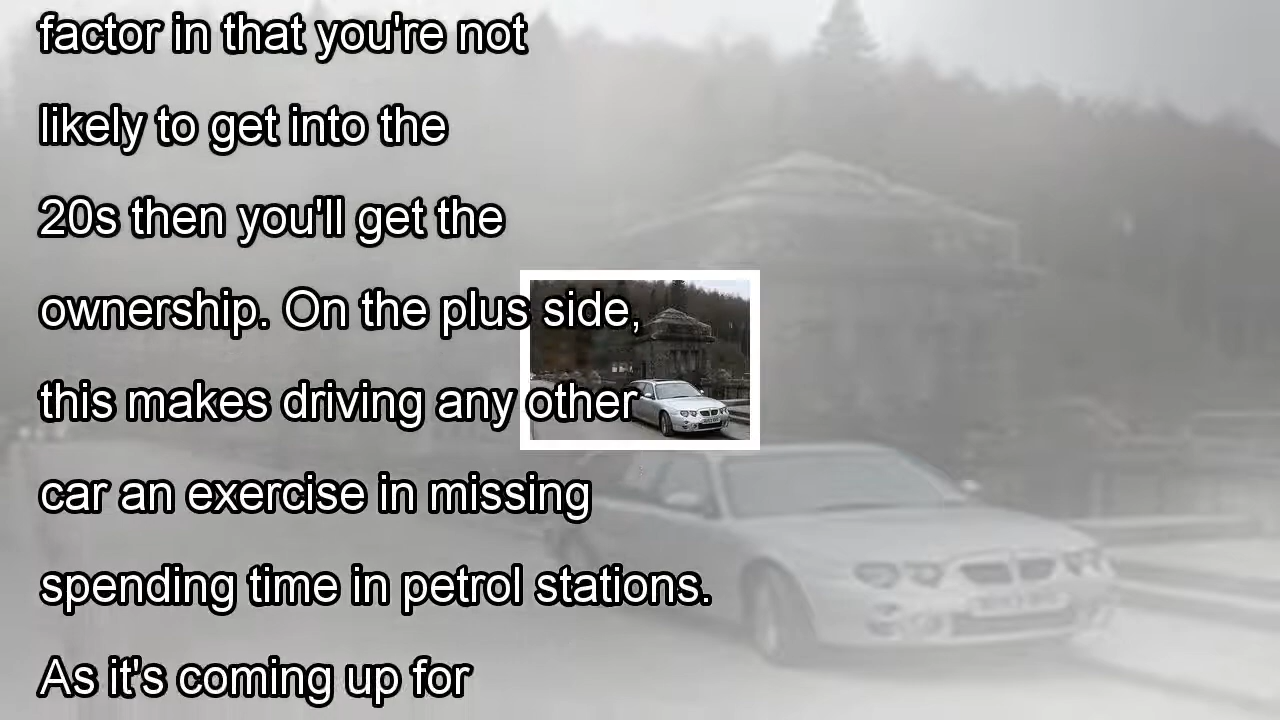 factor in that you're not
likely to get into the
20s then you'll get the
ownership. On the plus side,
this makes driving any other
car an exercise in missing
spending time in petrol stations.
As it's coming up for